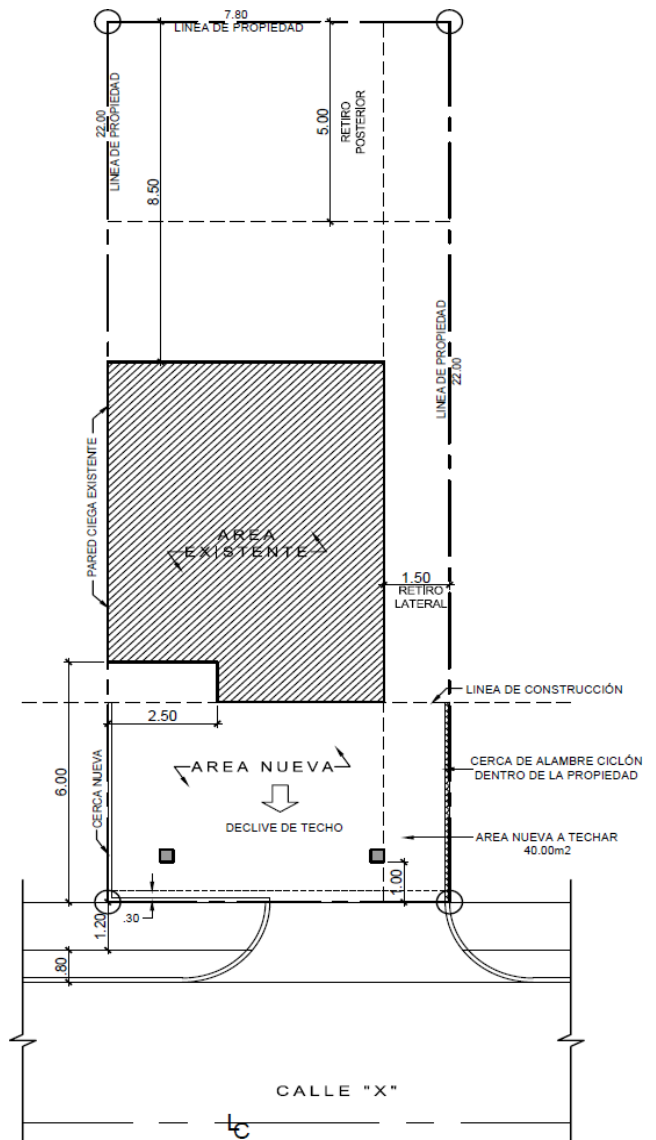 7.80
LINEA DE PROPIEDAD
22.00
LINEA DE PROPIEDAD
8.50
5.00
RETIRO
POSTERIOR
LINEA DE PROPIEDAD
22.00
PARED CIEGA EXISTENTE
AREA
EXISTENTE
1.50
RETIRO
LATERAL
LINEA DE CONSTRUCCIÓN
2.50
6.00
CERCA NUEVA
AREA NUEVA
DECLIVE DE TECHO
CERCA DE ALAMBRE CICLÓN
DENTRO DE LA PROPIEDAD
AREA NUEVA A TECHAR
40.00m2
1.00
.30
1.20
.80
CALLE "X"
LC